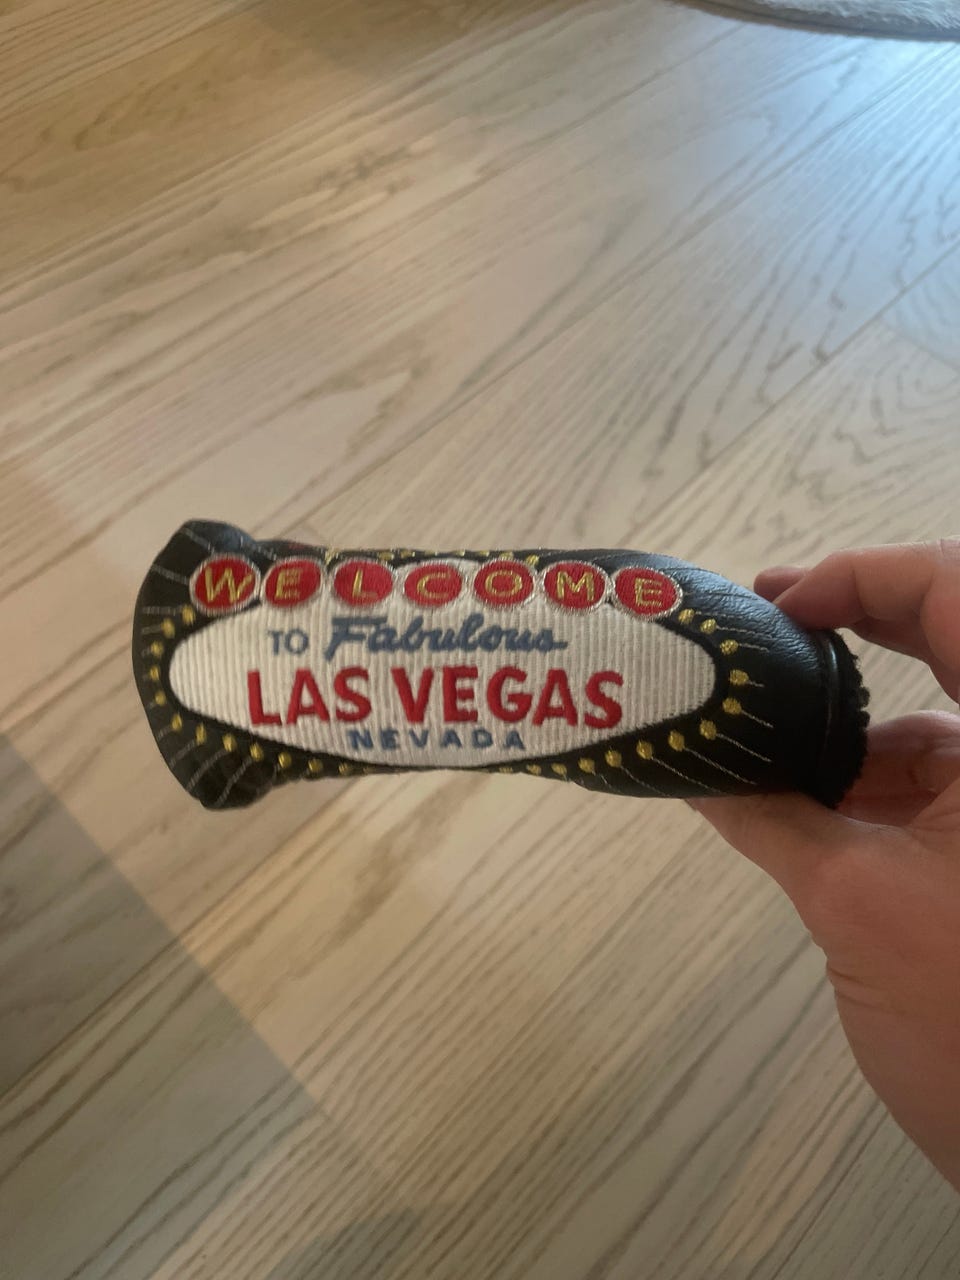 WELCOME
TO Fabulous
LAS VEGAS
NEVADA